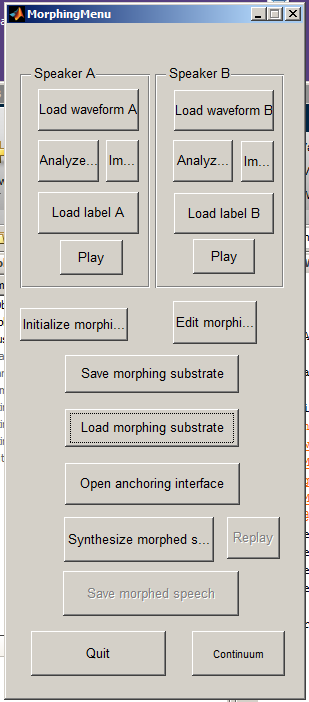 MorphingMenu
Speaker A
Speaker B
Load waveform A
Load waveform B
Analyze...
Im...
Analyz...
Im...
Load label A
Load label B
Play
Play
Initialize morphi...
Edit morphi...
Save morphing substrate
Load morphing substrate
Open anchoring interface
Synthesize morphed s...
Replay
Save morphed speech
Quit
Continuum